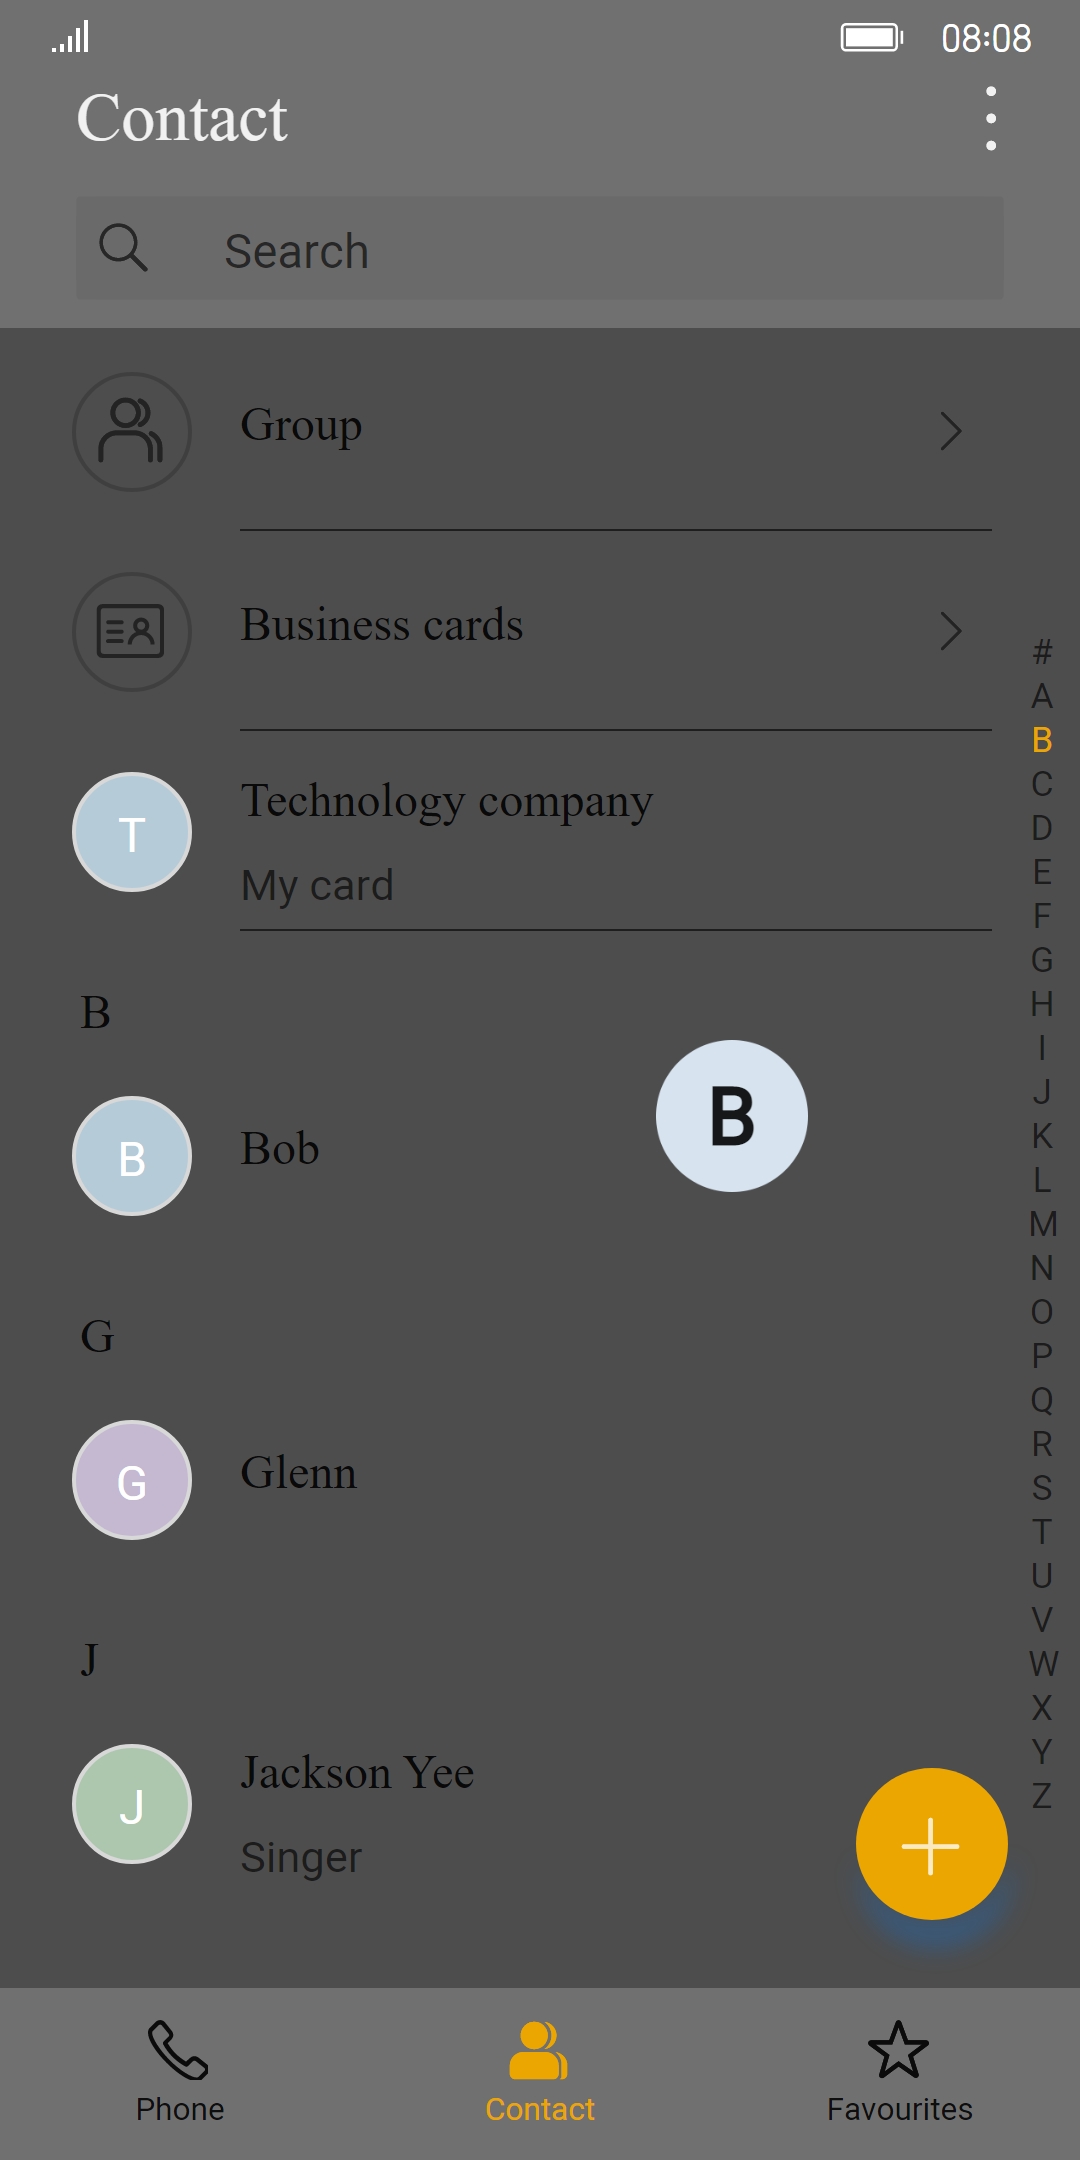 08:08
Contact
Search
Group
Business cards
Technology company
T
My card
B
B
Bob
B
G
G
Glenn
J
J
Jackson Yee
Singer
#
A
B
C
D
E
F
G
H
I
J
K
L
M
N
O
P
Q
R
S
T
U
V
W
X
Y
Z
Phone
Contact
Favourites